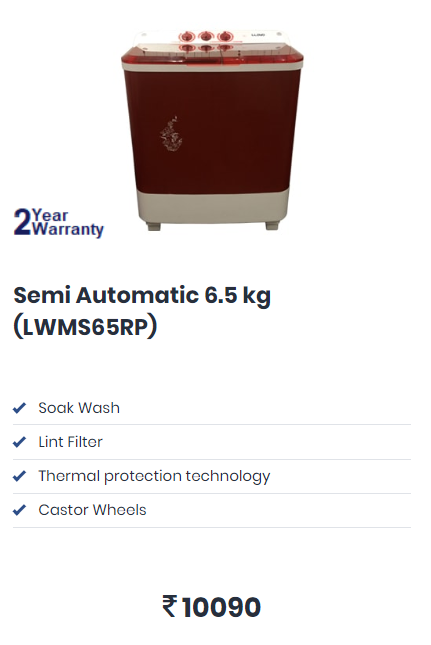 2 Year
Warranty
Semi Automatic 6.5 kg
(LWMS65RP)
Soak Wash
Lint Filter
Thermal protection technology
Castor Wheels
₹ 10090